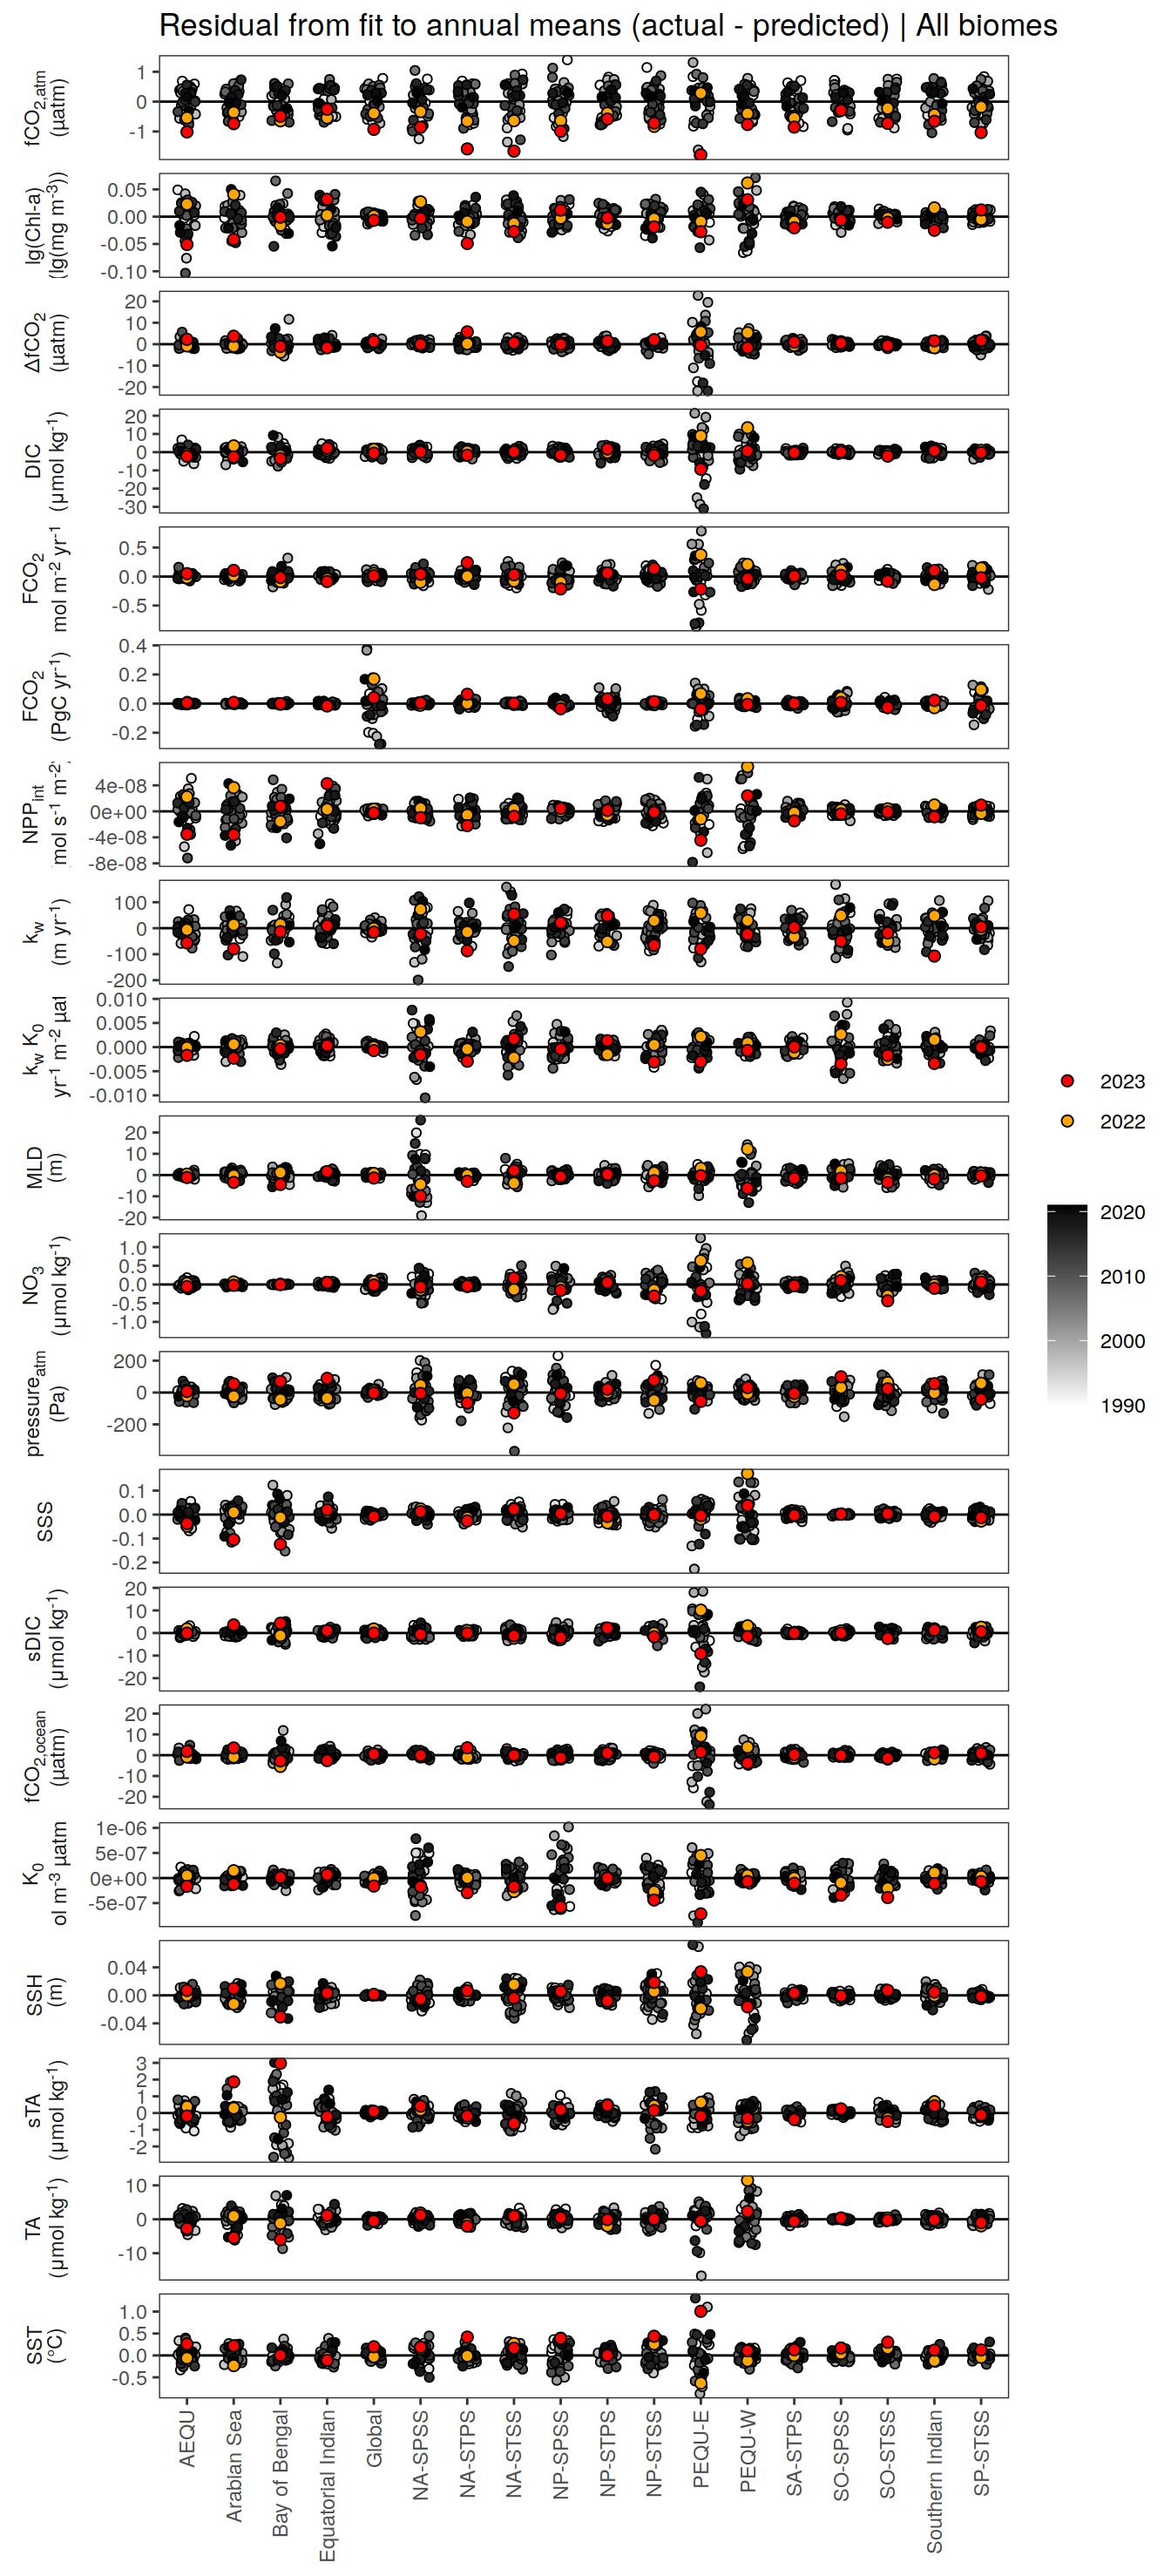 Residual from fit to annual means (actual - predicted) | All biomes
fCO2,atm
(µatm)
1
0
-1
lg(Chl-a)
(lg(mg m-3))
0.05
0.00
-0.05
-0.10
ΔfCO2
(µatm)
20
10
0
-10
-20
DIC
(µmol kg-1)
20
10
0
-10
-20
-30
FCO2
mol m-2 yr-1
0.5
0.0
-0.5
FCO2
(PgC yr-1)
0.4
0.2
0.0
-0.2
NPPint
mol s-1 m-2
4e-08
0e+00
-4e-08
-8e-08
kw
(m yr-1)
100
0
-100
-200
kw K0
yr-1 m-2 µat
0.010
0.005
0.000
-0.005
-0.010
MLD
(m)
20
10
0
-10
-20
NO3
(µmol kg-1)
1.0
0.5
0.0
-0.5
-1.0
pressureatm
(Pa)
200
0
-200
SSS
0.1
0.0
-0.1
-0.2
sDIC
(µmol kg-1)
20
10
0
-10
-20
fCO2,ocean
(µatm)
20
10
0
-10
-20
K0
ol m-3 µatm
1e-06
5e-07
0e+00
-5e-07
SSH
(m)
0.04
0.00
-0.04
sTA
(µmol kg-1)
3
2
1
0
-1
-2
TA
(µmol kg-1)
10
0
-10
SST
(°C)
1.0
0.5
0.0
-0.5
AEQU
Arabian Sea
Bay of Bengal
Equatorial Indian
Global
NA-SPSS
NA-STPS
NA-STSS
NP-SPSS
NP-STPS
NP-STSS
PEQU-E
PEQU-W
SA-STPS
SO-SPSS
SO-STSS
Southern Indian
SP-STSS
2023
2022
2020
2010
2000
1990